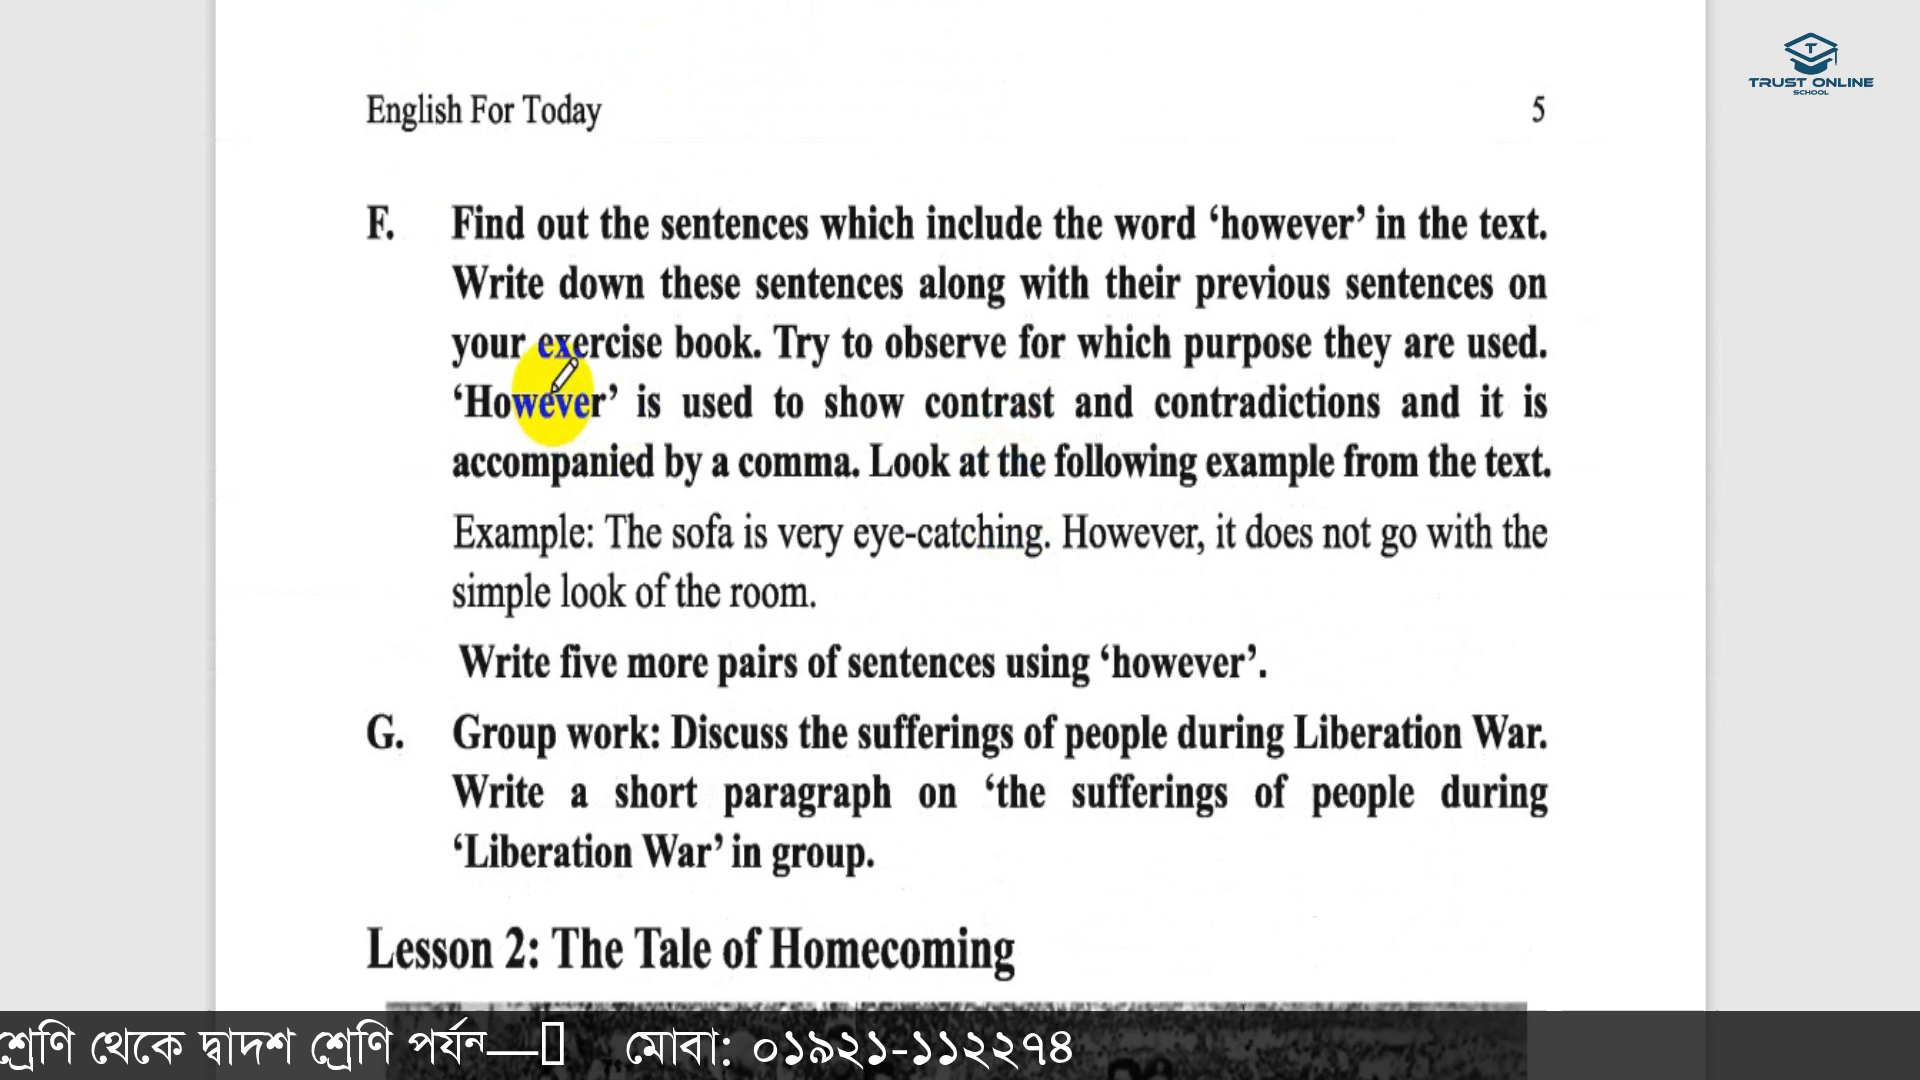 T
TRUST ONLINE
SCHOOL
English For Today 5
F. Find out the sentences which include the word ‘however’ in the text.
Write down these sentences along with their previous sentences on
your exercise book. Try to observe for which purpose they are used.
‘However’ is used to show contrast and contradictions and it is
accompanied by a comma. Look at the following example from the text.
Example: The sofa is very eye-catching. However, it does not go with the
simple look of the room.
Write five more pairs of sentences using ‘however’.
G. Group work: Discuss the sufferings of people during Liberation War.
Write a short paragraph on ‘the sufferings of people during
‘Liberation War’ in group.
Lesson 2: The Tale of Homecoming
শ্রেণি থেকে দ্বাদশ শ্রেণি পর্যন— মোবা: ০১৯২১-১১২২৭৪